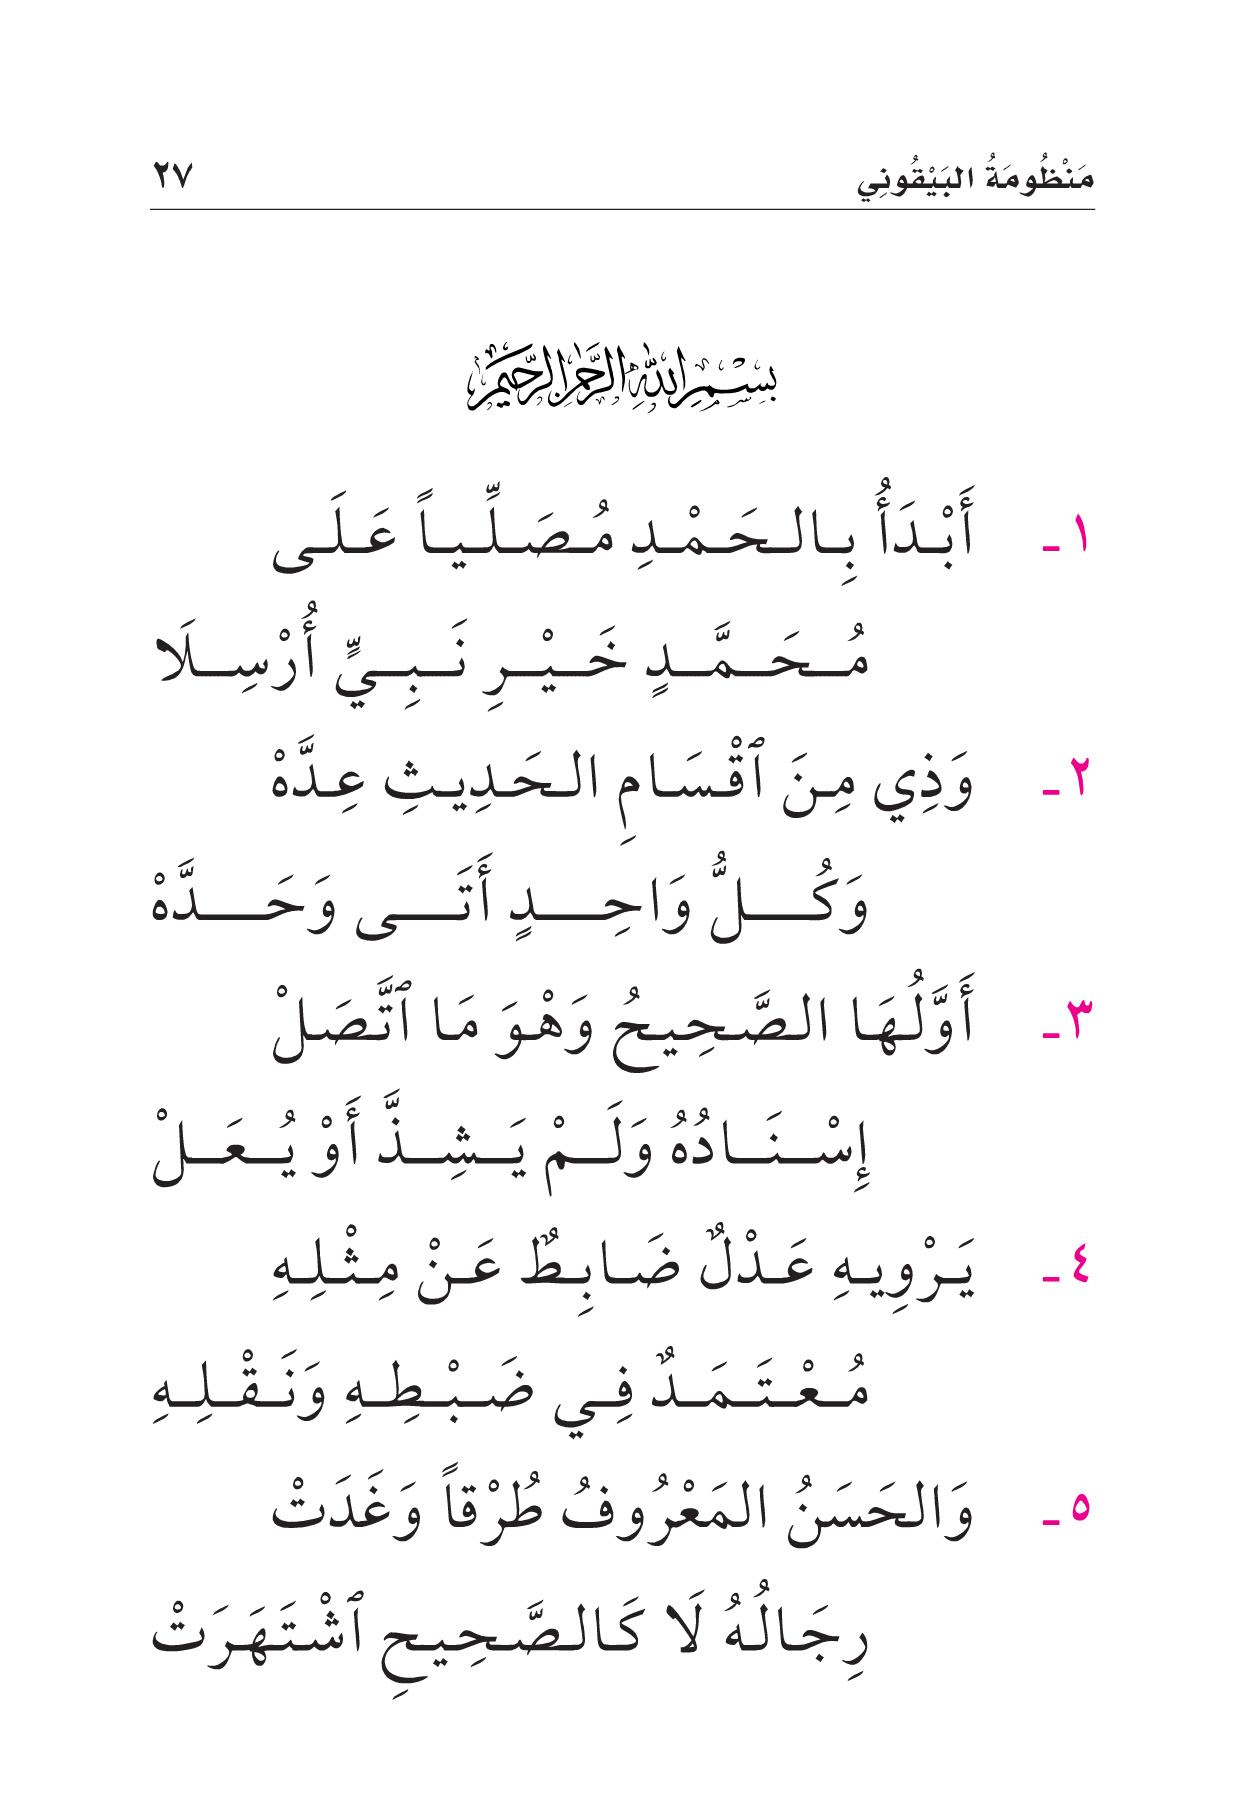 مَنْظُومَةُ البَيْقُونِي ٢٧
بِسْمِ اللَّهِ الرَّحْمَٰنِ الرَّحِيمِ
١ـ أَبْدَأُ بِالحَمْدِ مُصَلِّياً عَلَى
مُحَمَّدٍ خَيْرِ نَبِيٍّ أُرْسِلَا
٢ـ وَذِي مِنَ ٱقْسَامِ الحَدِيثِ عِدَّهْ
وَكُلُّ وَاحِدٍ أَتَى وَحَدَّهْ
٣ـ أَوَّلُهَا الصَّحِيحُ وَهْوَ مَا ٱتَّصَلْ
إِسْنَادُهُ وَلَمْ يَشِذَّ أَوْ يُعَلْ
٤ـ يَرْوِيهِ عَدْلٌ ضَابِطٌ عَنْ مِثْلِهِ
مُعْتَمَدٌ فِي ضَبْطِهِ وَنَقْلِهِ
٥ـ وَالحَسَنُ المَعْرُوفُ طُرْقاً وَغَدَتْ
رِجَالُهُ لَا كَالصَّحِيحِ ٱشْتَهَرَتْ